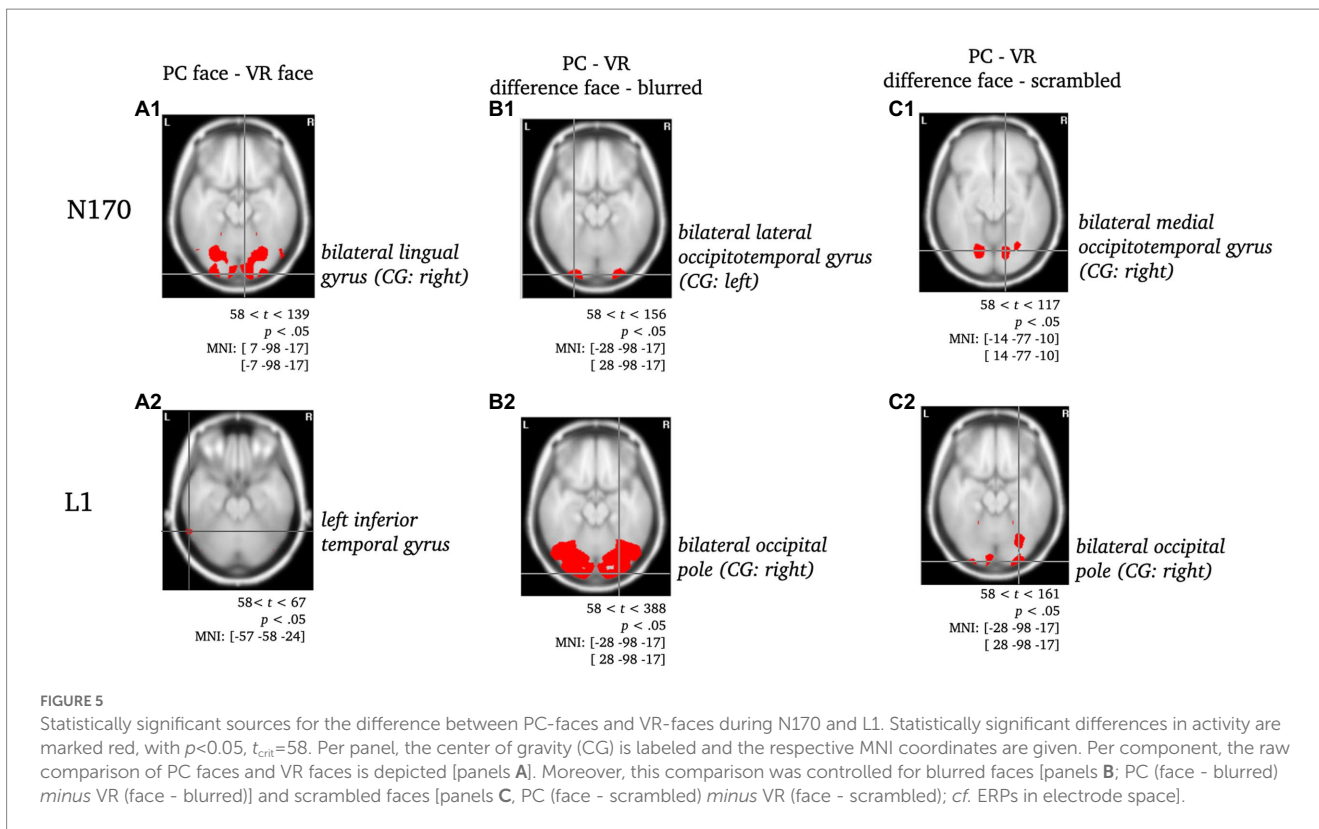 PC face - VR face
PC - VR
difference face - blurred
PC - VR
difference face - scrambled
A1
L
R
B1
L
R
C1
L
R
N170
bilateral lingual
gyrus (CG: right)
bilateral lateral
occipitotemporal gyrus
(CG: left)
bilateral medial
occipitotemporal gyrus
(CG: right)
58 < t < 139
p < .05
MNI: [ 7 -98 -17]
[-7 -98 -17]
58 < t < 156
p < .05
MNI: [-28 -98 -17]
[ 28 -98 -17]
58 < t < 117
p < .05
MNI: [-14 -77 -10]
[ 14 -77 -10]
A2
L
R
B2
L
R
C2
L
R
L1
left inferior
temporal gyrus
bilateral occipital
pole (CG: right)
bilateral occipital
pole (CG: right)
58< t < 67
p < .05
MNI: [-57 -58 -24]
58 < t < 388
p < .05
MNI: [-28 -98 -17]
[ 28 -98 -17]
58 < t < 161
p < .05
MNI: [-28 -98 -17]
[ 28 -98 -17]
FIGURE 5
Statistically significant sources for the difference between PC-faces and VR-faces during N170 and L1. Statistically significant differences in activity are
marked red, with p<0.05, tcrit=58. Per panel, the center of gravity (CG) is labeled and the respective MNI coordinates are given. Per component, the raw
comparison of PC faces and VR faces is depicted [panels A]. Moreover, this comparison was controlled for blurred faces [panels B; PC (face - blurred)
minus VR (face - blurred)] and scrambled faces [panels C, PC (face - scrambled) minus VR (face - scrambled); cf. ERPs in electrode space].